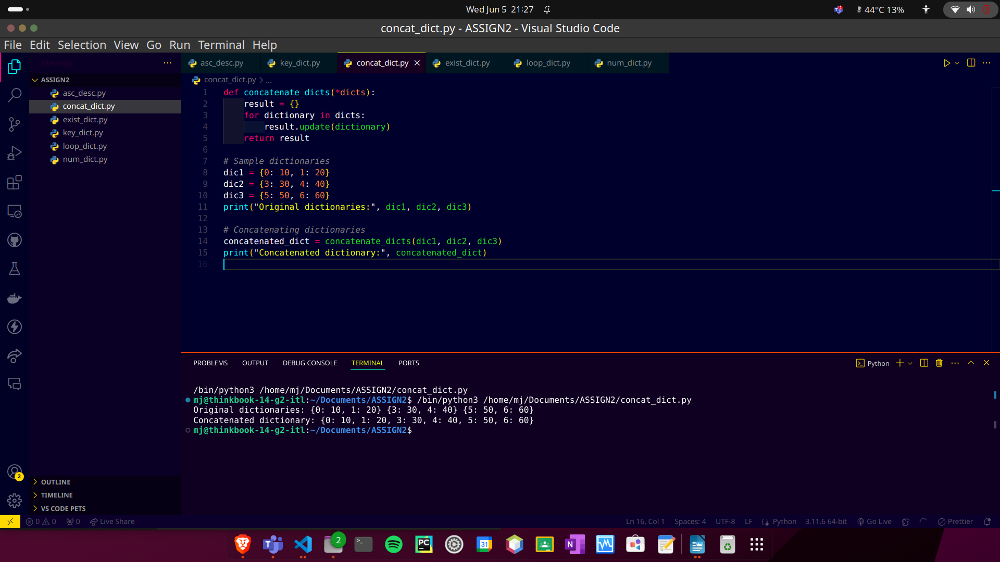 Wed Jun 5 21:27
44°C 13%
concat_dict.py - ASSIGN2 - Visual Studio Code
File Edit Selection View Go Run Terminal Help
EXPLORER
ASSIGN2
asc_desc.py
concat_dict.py
exist_dict.py
key_dict.py
loop_dict.py
num_dict.py
OUTLINE
TIMELINE
VS CODE PETS
asc_desc.py key_dict.py concat_dict.py exist_dict.py loop_dict.py num_dict.py
concat_dict.py > ...
1 def concatenate_dicts(*dicts):
2 result = {}
3 for dictionary in dicts:
4 result.update(dictionary)
5 return result
6
7 # Sample dictionaries
8 dic1 = {0: 10, 1: 20}
9 dic2 = {3: 30, 4: 40}
10 dic3 = {5: 50, 6: 60}
11 print("Original dictionaries:", dic1, dic2, dic3)
12
13 # Concatenating dictionaries
14 concatenated_dict = concatenate_dicts(dic1, dic2, dic3)
15 print("Concatenated dictionary:", concatenated_dict)
16
PROBLEMS OUTPUT DEBUG CONSOLE TERMINAL PORTS
Python
/bin/python3 /home/mj/Documents/ASSIGN2/concat_dict.py
mj@thinkbook-14-g2-itl:~/Documents/ASSIGN2$ /bin/python3 /home/mj/Documents/ASSIGN2/concat_dict.py
Original dictionaries: {0: 10, 1: 20} {3: 30, 4: 40} {5: 50, 6: 60}
Concatenated dictionary: {0: 10, 1: 20, 3: 30, 4: 40, 5: 50, 6: 60}
mj@thinkbook-14-g2-itl:~/Documents/ASSIGN2$
2
0 0 0 Live Share
Ln 16, Col 1 Spaces: 4 UTF-8 LF Python 3.11.6 64-bit Go Live Prettier
2
PC
31
N